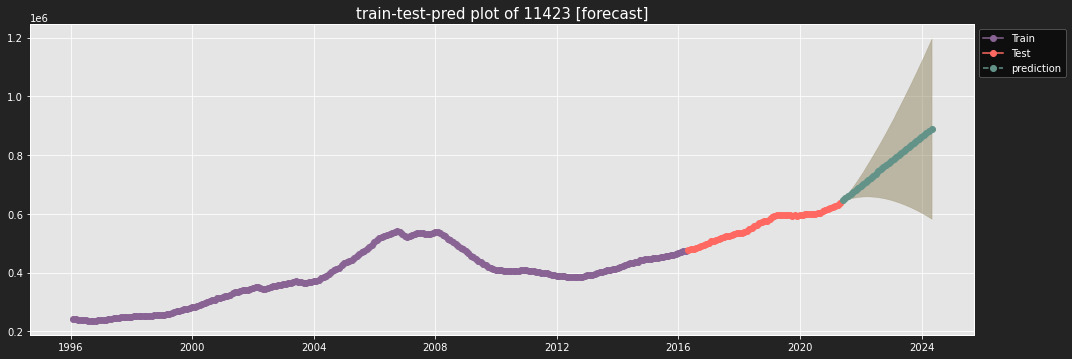 train-test-pred plot of 11423 [forecast]
1e6
1.2
1.0
0.8
0.6
0.4
0.2
1996 2000 2004 2008 2012 2016 2020 2024
Train
Test
prediction